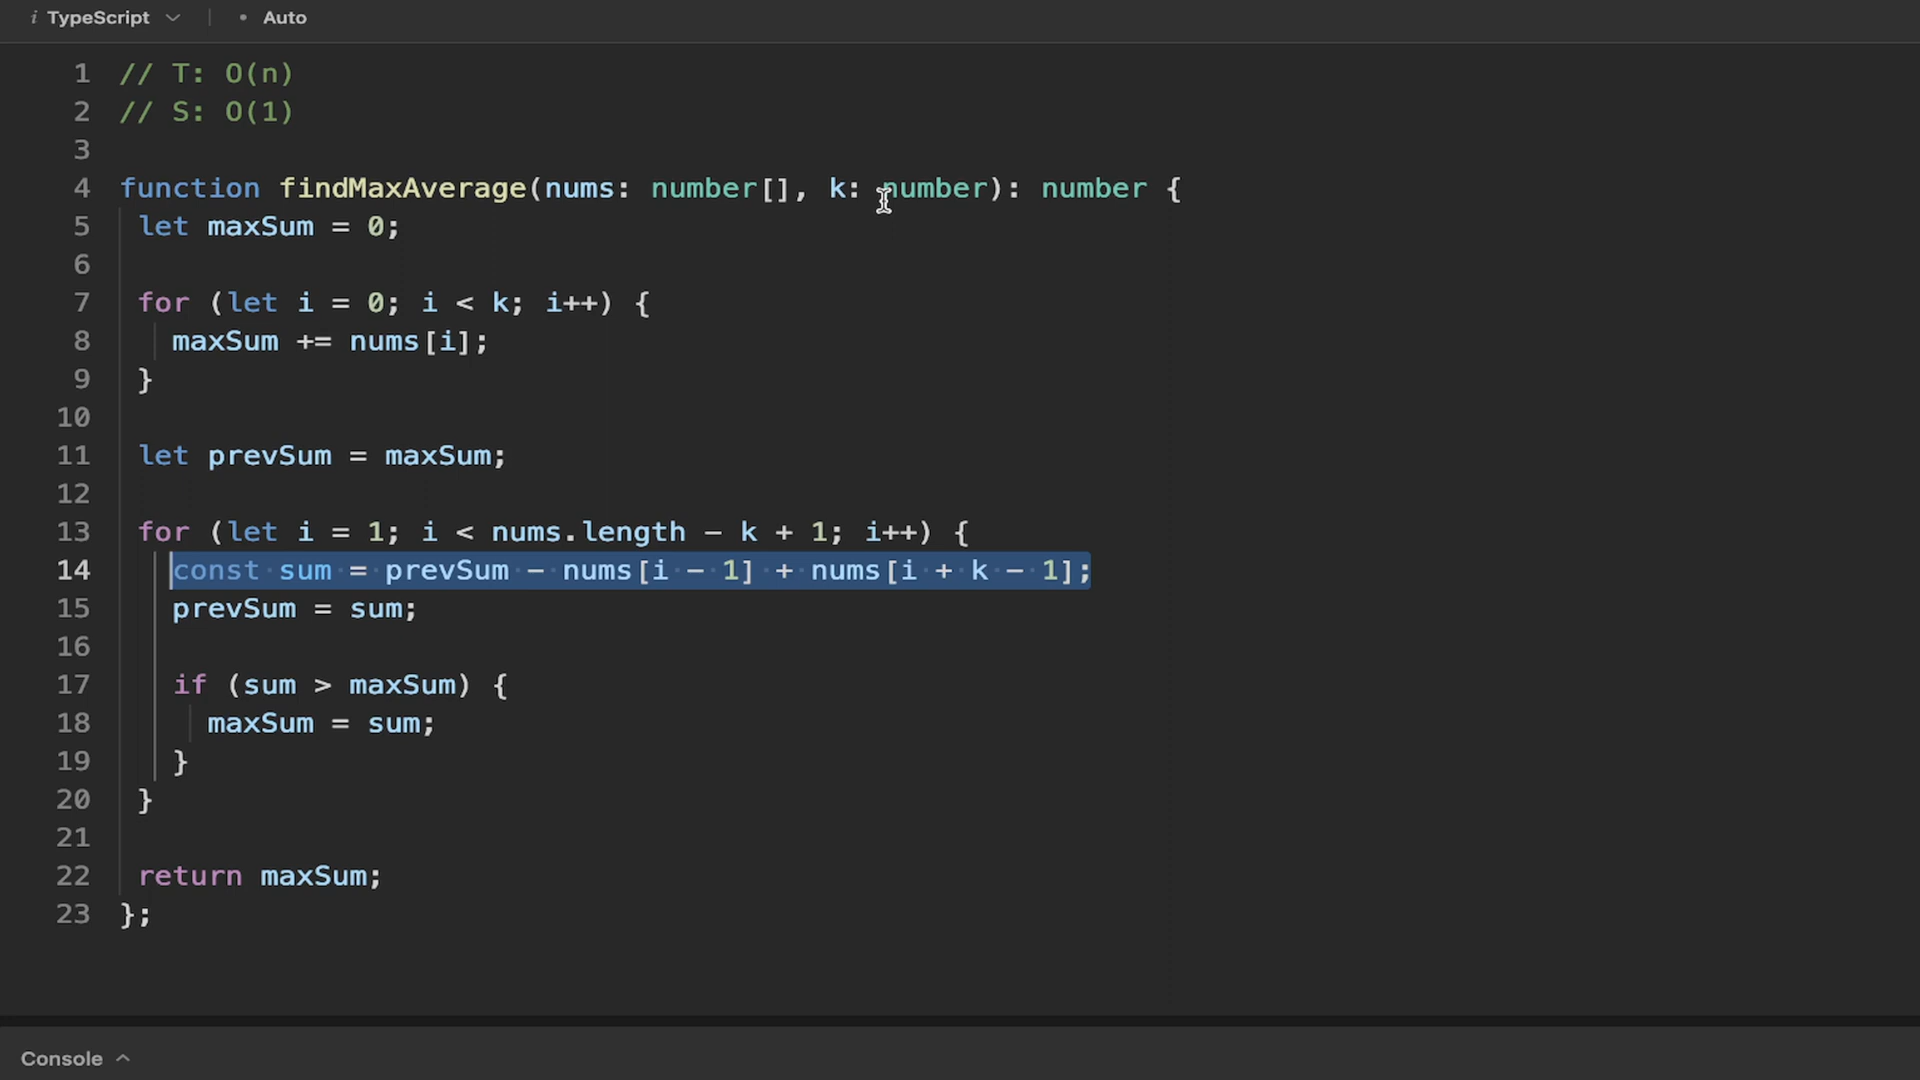 i TypeScript • Auto
1 // T: O(n)
2 // S: O(1)
3
4 function findMaxAverage(nums: number[], k: number): number {
5 let maxSum = 0;
6
7 for (let i = 0; i < k; i++) {
8 maxSum += nums[i];
9 }
10
11 let prevSum = maxSum;
12
13 for (let i = 1; i < nums.length - k + 1; i++) {
14 const sum = prevSum - nums[i - 1] + nums[i + k - 1];
15 prevSum = sum;
16
17 if (sum > maxSum) {
18 maxSum = sum;
19 }
20 }
21
22 return maxSum;
23 };
Console